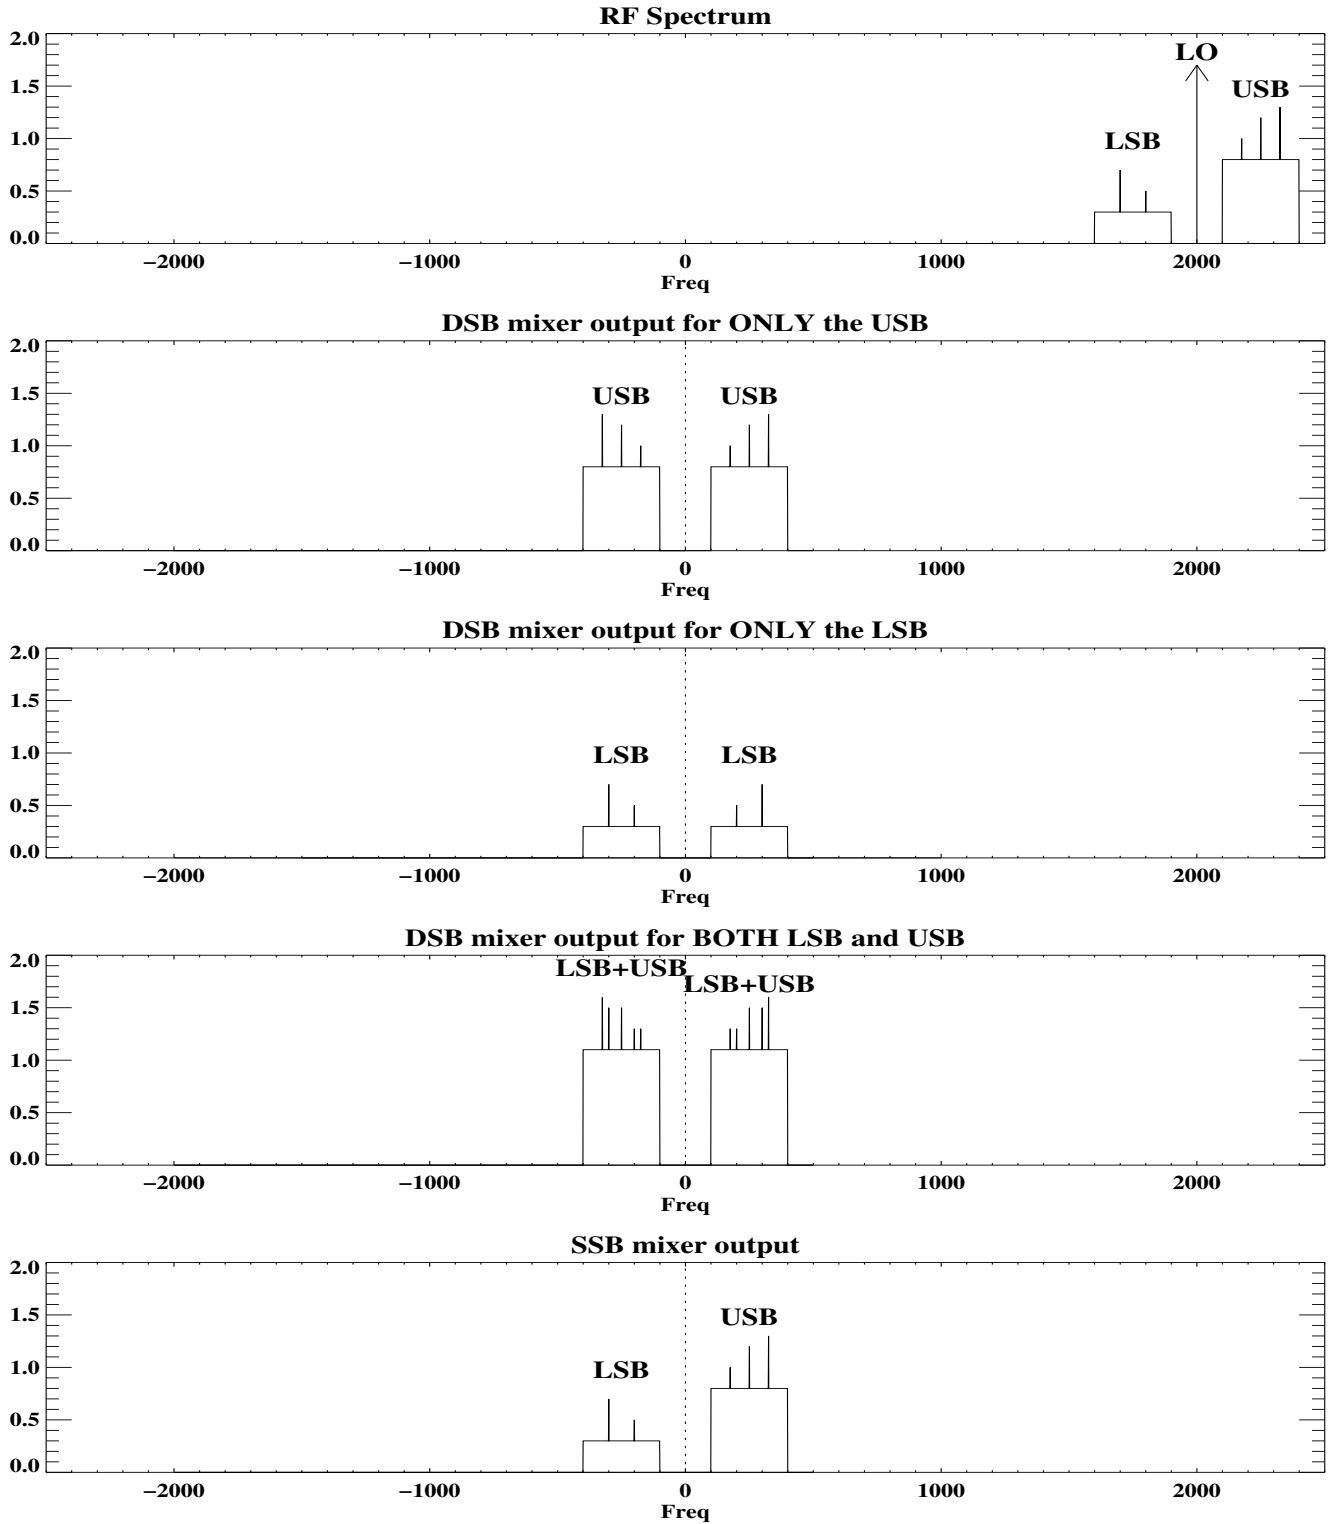 RF Spectrum
2.0
LO
1.5
USB
1.0
LSB
0.5
0.0
−2000 −1000 0 1000 2000
Freq
DSB mixer output for ONLY the USB
2.0
1.5
USB USB
1.0
0.5
0.0
−2000 −1000 0 1000 2000
Freq
DSB mixer output for ONLY the LSB
2.0
1.5
1.0
LSB LSB
0.5
0.0
−2000 −1000 0 1000 2000
Freq
DSB mixer output for BOTH LSB and USB
2.0
LSB+USB
LSB+USB
1.5
1.0
0.5
0.0
−2000 −1000 0 1000 2000
Freq
SSB mixer output
2.0
1.5
USB
1.0
LSB
0.5
0.0
−2000 −1000 0 1000 2000
Freq